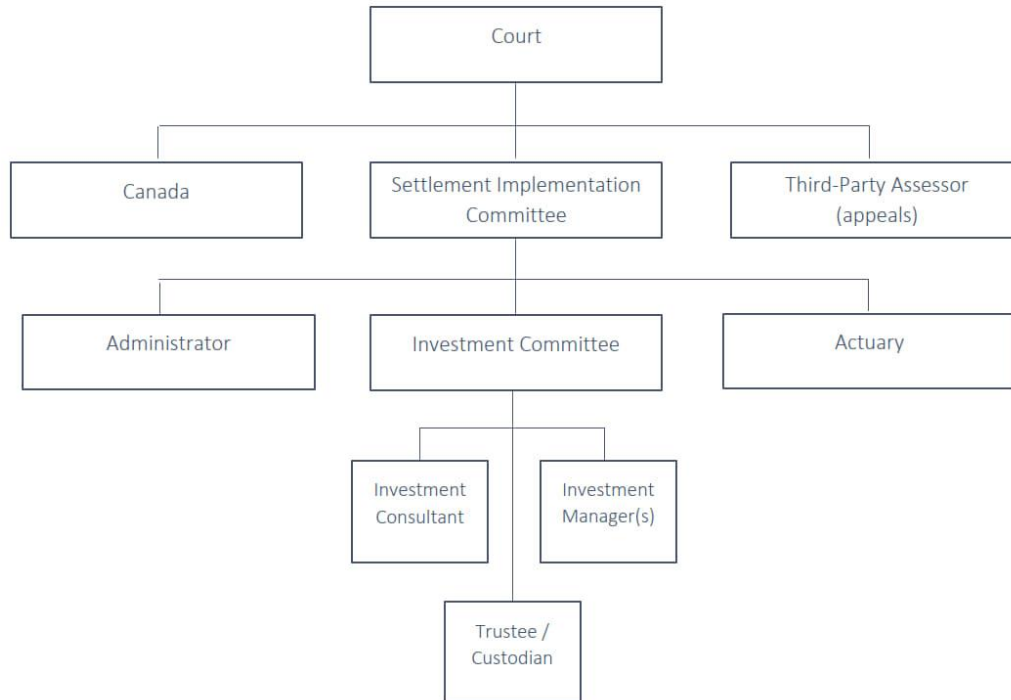 Court
Canada
Settlement Implementation
Committee
Third-Party Assessor
(appeals)
Administrator
Investment Committee
Actuary
Investment
Consultant
Investment
Manager(s)
Trustee /
Custodian